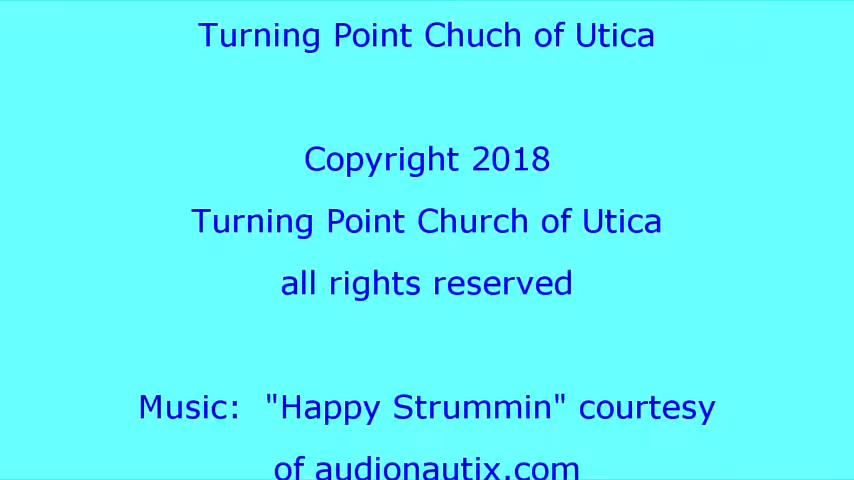 Turning Point Chuch of Utica
Copyright 2018
Turning Point Church of Utica
all rights reserved
Music:  "Happy Strummin" courtesy
of audionautix.com